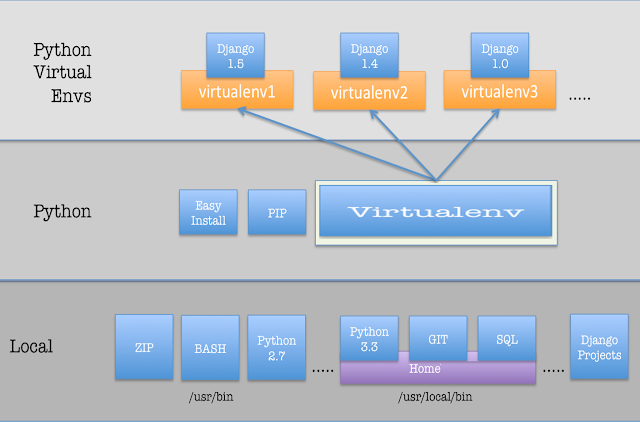 Python
Virtual
Envs
Django
1.5
virtualenv1
Django
1.4
virtualenv2
Django
1.0
virtualenv3
.....
Python
Easy
Install
PIP
Virtualenv
Local
ZIP
BASH
Python
2.7
.....
Python
3.3
GIT
SQL
Home
.....
Django
Projects
/usr/bin
/usr/local/bin